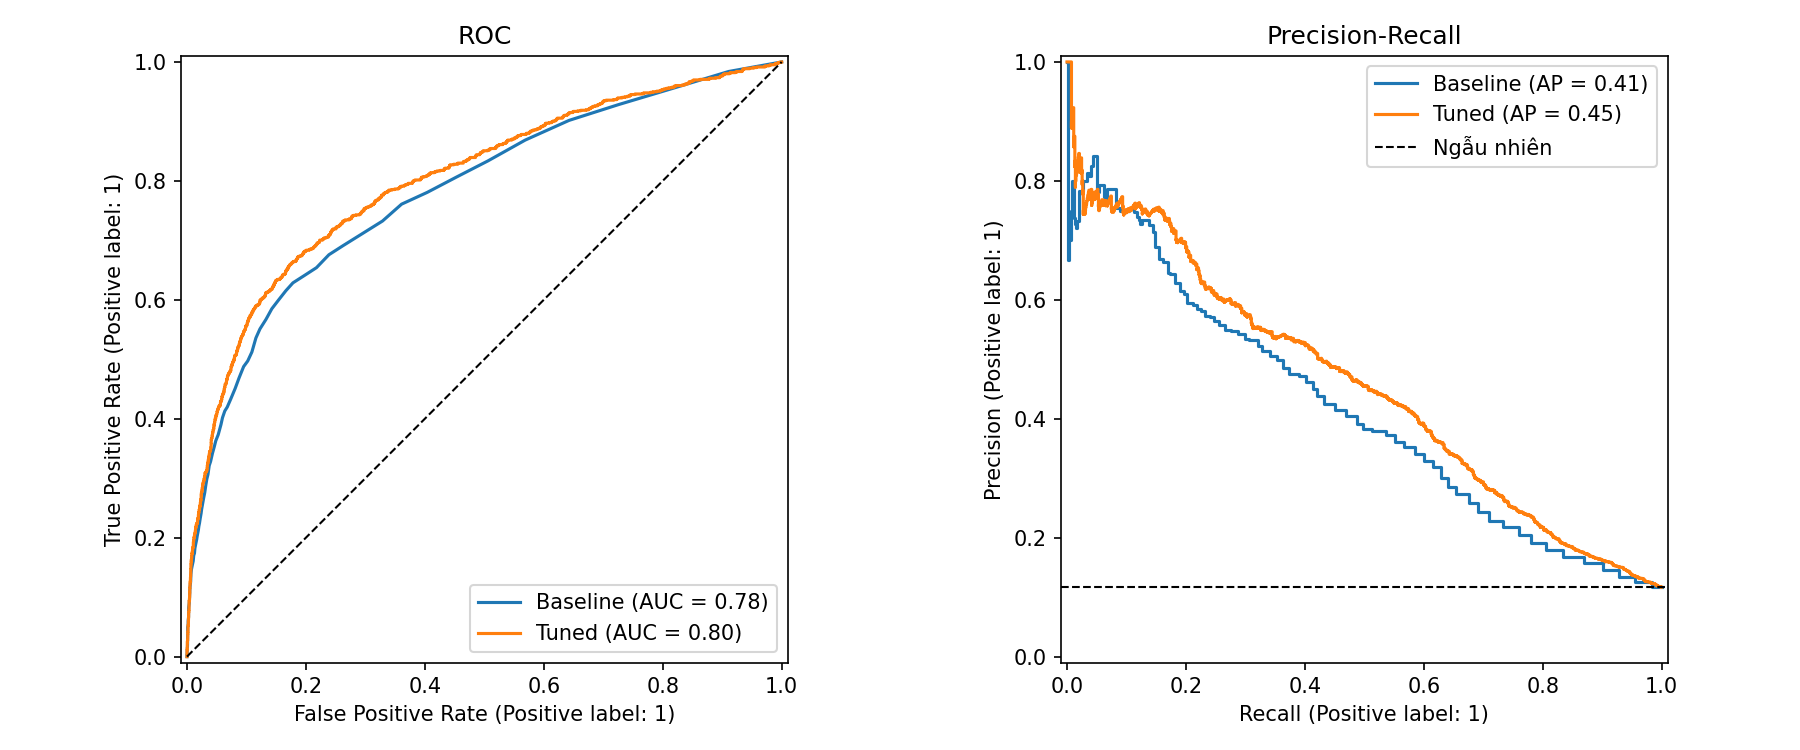 ROC
True Positive Rate (Positive label: 1)
1.0
0.8
0.6
0.4
0.2
0.0
Baseline (AUC = 0.78)
Tuned (AUC = 0.80)
0.0 0.2 0.4 0.6 0.8 1.0
False Positive Rate (Positive label: 1)
Precision-Recall
Precision (Positive label: 1)
1.0
0.8
0.6
0.4
0.2
0.0
Baseline (AP = 0.41)
Tuned (AP = 0.45)
Ngẫu nhiên
0.0 0.2 0.4 0.6 0.8 1.0
Recall (Positive label: 1)